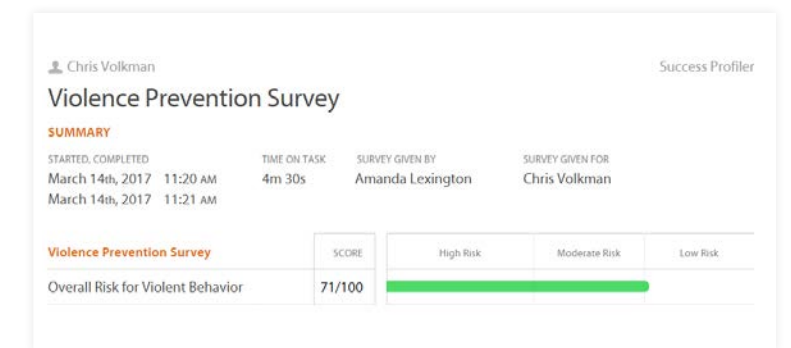 Chris Volkman Success Profiler
Violence Prevention Survey
SUMMARY
STARTED, COMPLETED TIME ON TASK SURVEY GIVEN BY SURVEY GIVEN FOR
March 14th, 2017 11:20 AM 4m 30s Amanda Lexington Chris Volkman
March 14th, 2017 11:21 AM
Violence Prevention Survey SCORE High Risk Moderate Risk Low Risk
Overall Risk for Violent Behavior 71/100